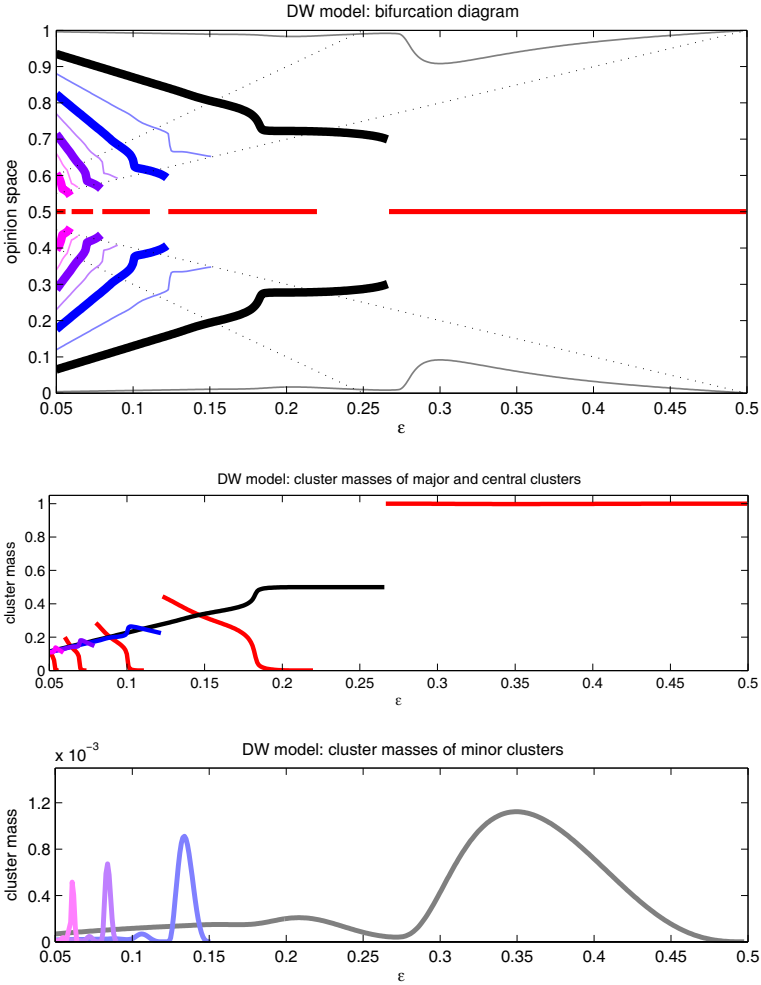 DW model: bifurcation diagram
opinion space
1
0.9
0.8
0.7
0.6
0.5
0.4
0.3
0.2
0.1
0
0.05 0.1 0.15 0.2 0.25 0.3 0.35 0.4 0.45 0.5
ε
DW model: cluster masses of major and central clusters
cluster mass
1
0.8
0.6
0.4
0.2
0
0.05 0.1 0.15 0.2 0.25 0.3 0.35 0.4 0.45 0.5
ε
x 10⁻³
DW model: cluster masses of minor clusters
cluster mass
1.2
0.8
0.4
0
0.05 0.1 0.15 0.2 0.25 0.3 0.35 0.4 0.45 0.5
ε